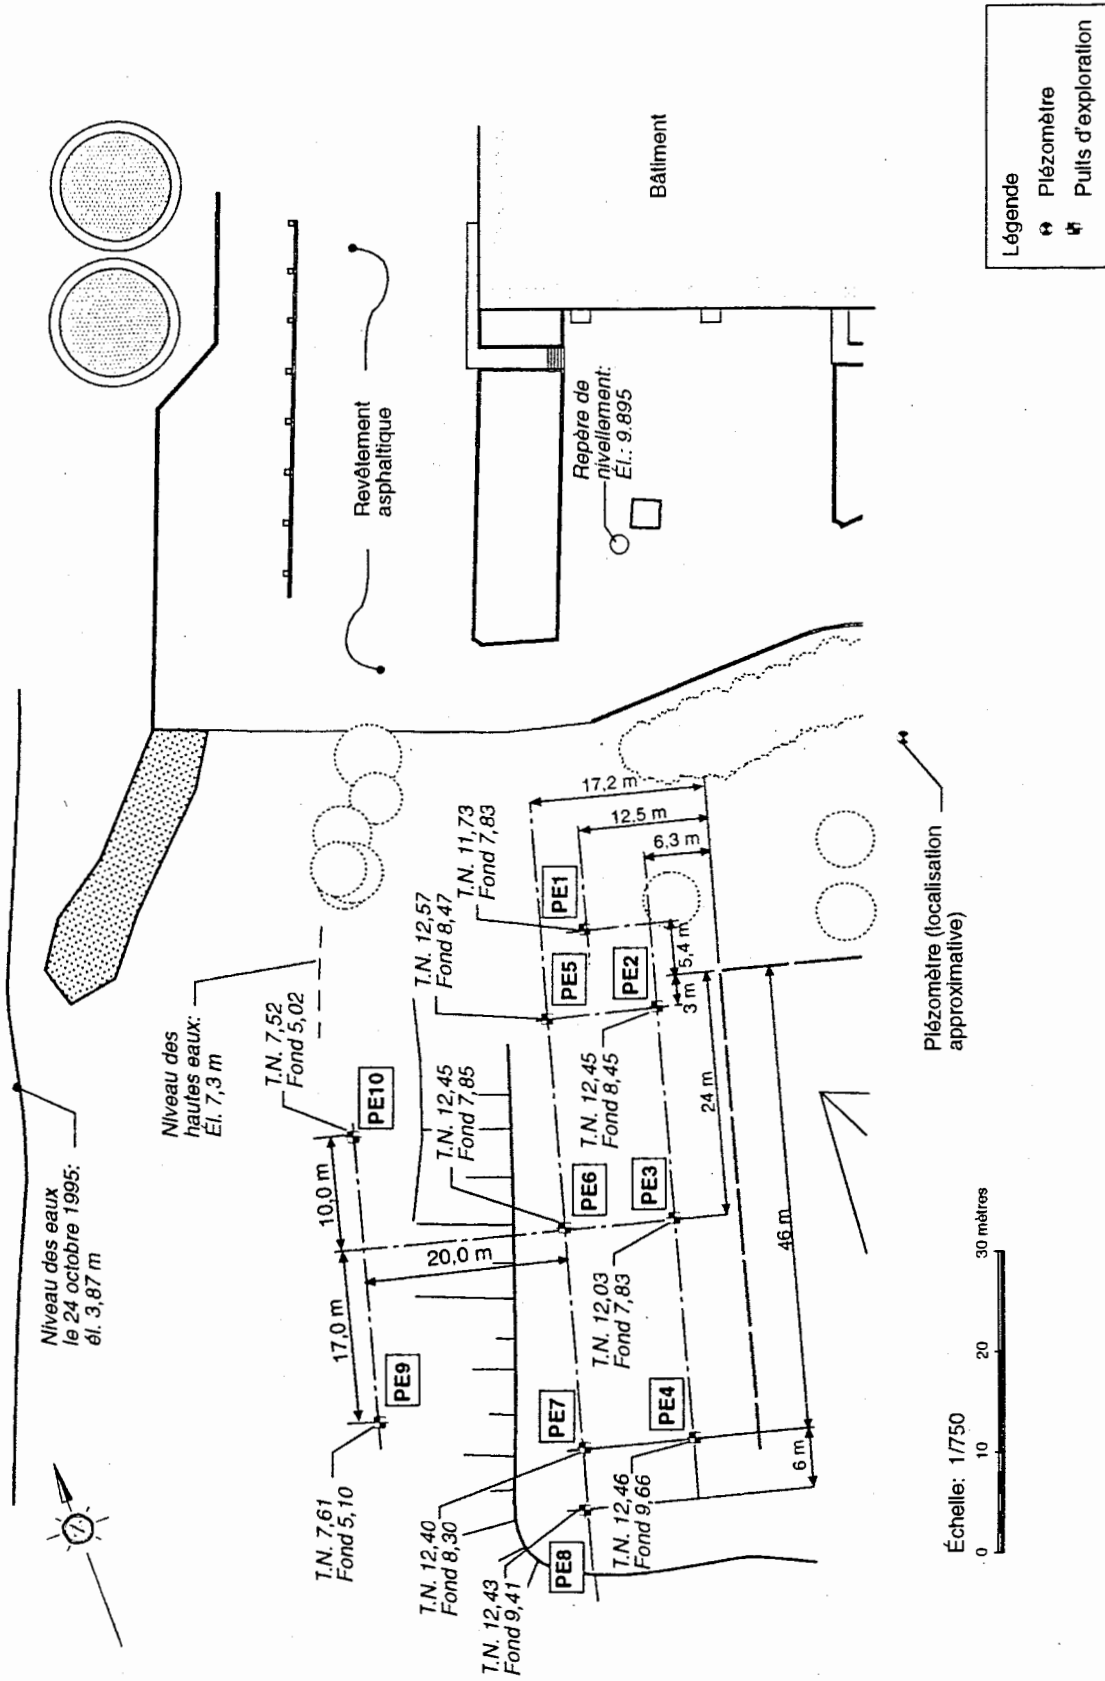 Niveau des eaux
le 24 octobre 1995:
él. 3,87 m
Niveau des
hautes eaux:
Él. 7,3 m
Revêtement
asphaltique
Bâtiment
Repère de
nivellement:
Él.: 9.895
T.N. 7,52
Fond 5,02
PE10
10,0 m
17,0 m
20,0 m
T.N. 7,61
Fond 5,10
PE9
T.N. 12,57
Fond 8,47
PE5
T.N. 11,73
Fond 7,83
PE1
17,2 m
12,5 m
6,3 m
5,4 m
3 m
PE2
T.N. 12,45
Fond 8,45
T.N. 12,45
Fond 7,85
PE6
PE3
T.N. 12,03
Fond 7,83
24 m
46 m
6 m
PE7
T.N. 12,40
Fond 8,30
PE4
T.N. 12,46
Fond 9,66
PE8
T.N. 12,43
Fond 9,41
Piézomètre (localisation
approximative)
Échelle: 1/750
0 10 20 30 mètres
Légende
Piézomètre
Puits d'exploration